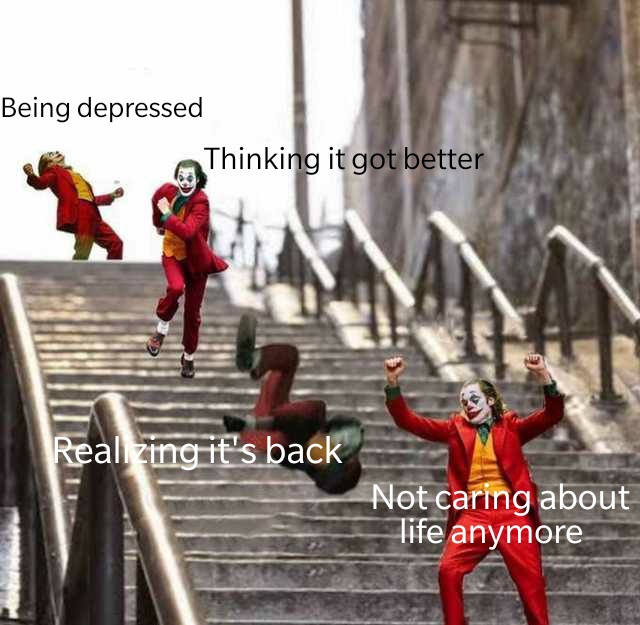 Being depressed
Thinking it got better
Realizing it's back
Not caring about
life anymore